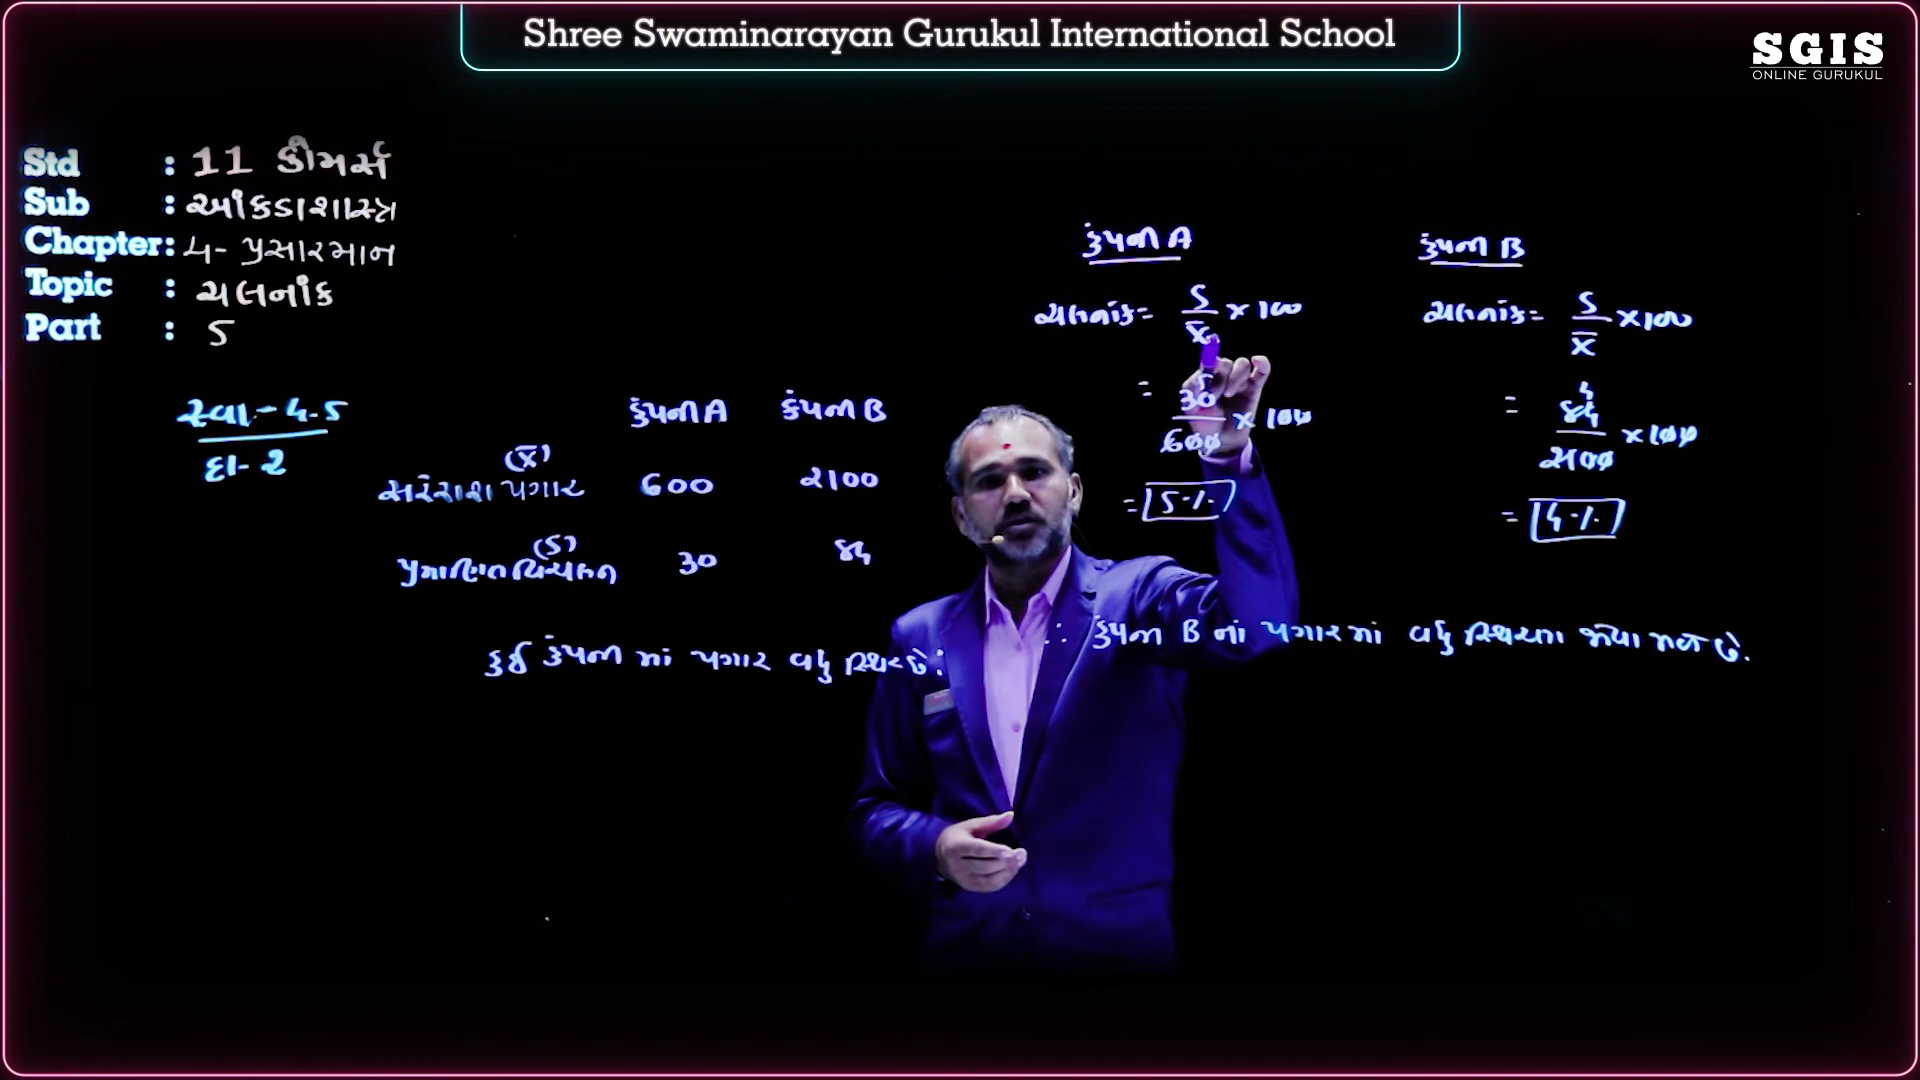 Shree Swaminarayan Gurukul International School
SGIS
ONLINE GURUKUL
Std : 11 કોમર્સ
Sub : આંકડાશાસ્ત્ર
Chapter: 4 - પ્રસારમાન
Topic : ચલનાંક
Part : 5
સ્વા.- 4.5
દા- 2
કંપની A કંપની B
(x̄)
સરેરાશ પગાર 600 2100
(S)
પ્રમાણિત વિચલન 30 84
કઈ કંપની માં પગાર વધુ સ્થિર છે?
કંપની A
ચલનાંક = S/x̄ × 100
= 30/600 × 100
5
= 5%
કંપની B
ચલનાંક = S/x̄ × 100
= 84/2100 × 100
4
= 4%
∴ કંપની B નાં પગારમાં વધુ સ્થિરતા જોવા મળે છે.